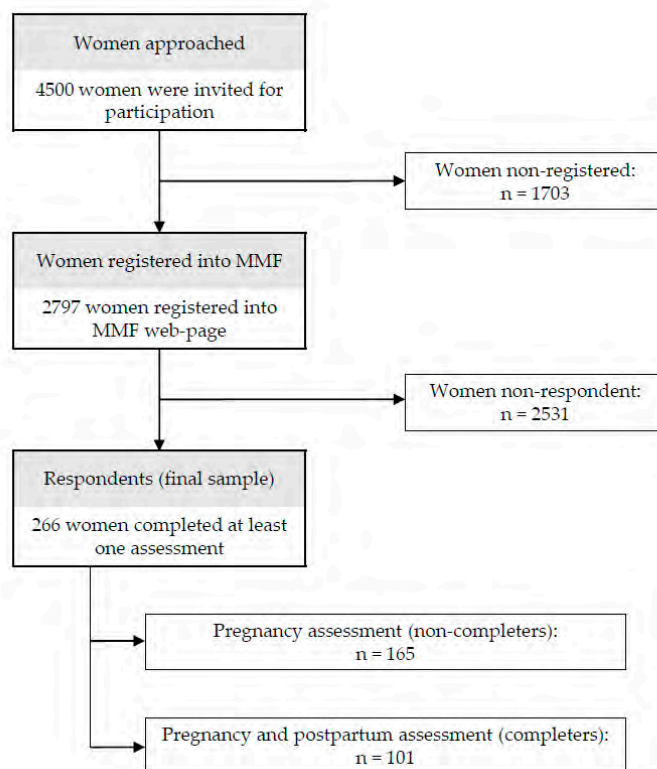 Women approached
4500 women were invited for
participation
Women non-registered:
n = 1703
Women registered into MMF
2797 women registered into
MMF web-page
Women non-respondent:
n = 2531
Respondents (final sample)
266 women completed at least
one assessment
Pregnancy assessment (non-completers):
n = 165
Pregnancy and postpartum assessment (completers):
n = 101